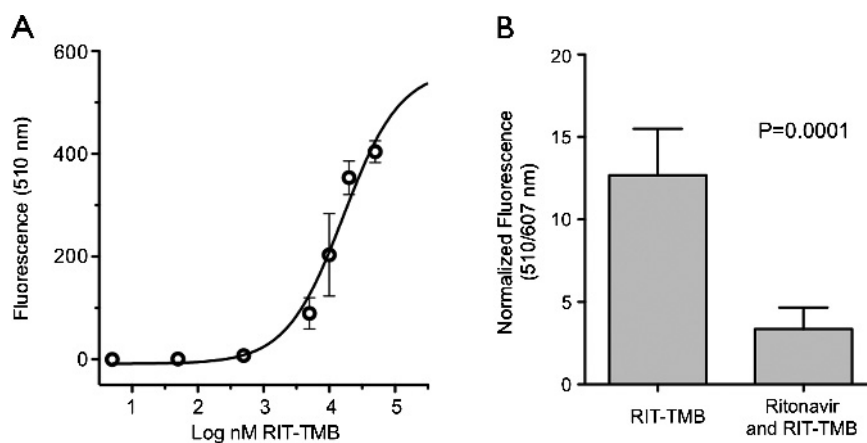 A
600
400
200
0
Fluorescence (510 nm)
1 2 3 4 5
Log nM RIT-TMB
B
20
15
10
5
0
Normalized Fluorescence
(510/607 nm)
P=0.0001
RIT-TMB
Ritonavir
and RIT-TMB